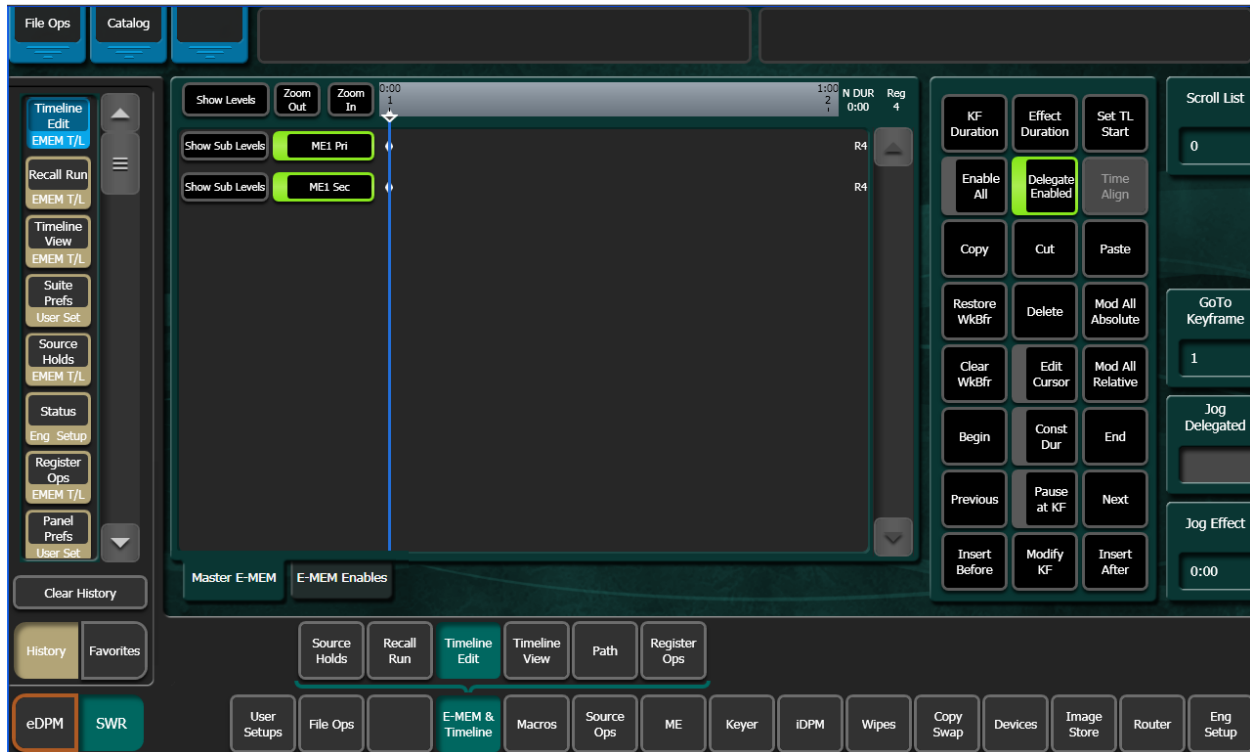 File Ops
Catalog
Timeline
Edit
EMEM T/L
Recall Run
EMEM T/L
Timeline
View
EMEM T/L
Suite
Prefs
User Set
Source
Holds
EMEM T/L
Status
Eng Setup
Register
Ops
EMEM T/L
Panel
Prefs
User Set
Clear History
History
Favorites
eDPM
SWR
Show Levels
Zoom
Out
Zoom
In
0:00
1
1:00
2
N DUR
0:00
Reg
4
Show Sub Levels
ME1 Pri
R4
Show Sub Levels
ME1 Sec
R4
Master E-MEM
E-MEM Enables
KF
Duration
Effect
Duration
Set TL
Start
Enable
All
Delegate
Enabled
Time
Align
Copy
Cut
Paste
Restore
WkBfr
Delete
Mod All
Absolute
Clear
WkBfr
Edit
Cursor
Mod All
Relative
Begin
Const
Dur
End
Previous
Pause
at KF
Next
Insert
Before
Modify
KF
Insert
After
Scroll List
0
GoTo
Keyframe
1
Jog
Delegated
Jog Effect
0:00
Source
Holds
Recall
Run
Timeline
Edit
Timeline
View
Path
Register
Ops
User
Setups
File Ops
E-MEM &
Timeline
Macros
Source
Ops
ME
Keyer
iDPM
Wipes
Copy
Swap
Devices
Image
Store
Router
Eng
Setup